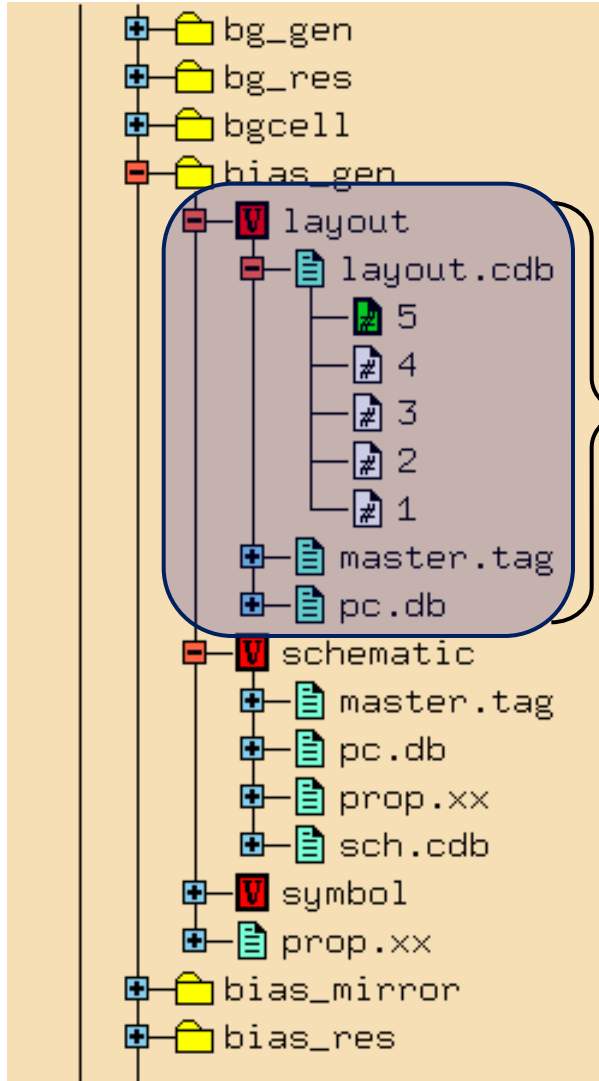 bg_gen
bg_res
bgcell
bias_gen
V layout
layout.cdb
# 5
# 4
# 3
# 2
# 1
master.tag
pc.db
V schematic
master.tag
pc.db
prop.xx
sch.cdb
V symbol
prop.xx
bias_mirror
bias_res